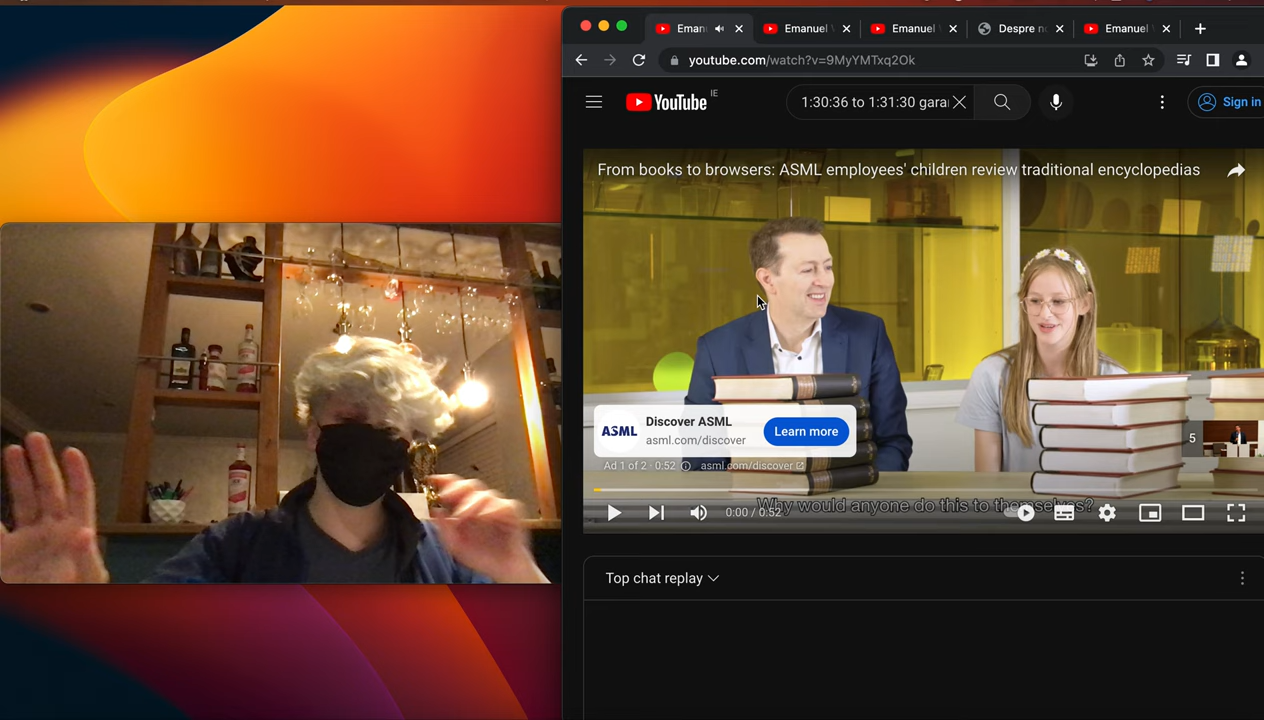 Eman
Emanuel
Emanuel
Despre n
Emanuel
youtube.com/watch?v=9MyYMTxq2Ok
YouTube IE
1:30:36 to 1:31:30 gara
Sign in
From books to browsers: ASML employees' children review traditional encyclopedias
ASML
Discover ASML
asml.com/discover
Learn more
5
Ad 1 of 2 · 0:52
asml.com/discover
Why would anyone do this to themselves?
0:00 / 0:52
Top chat replay